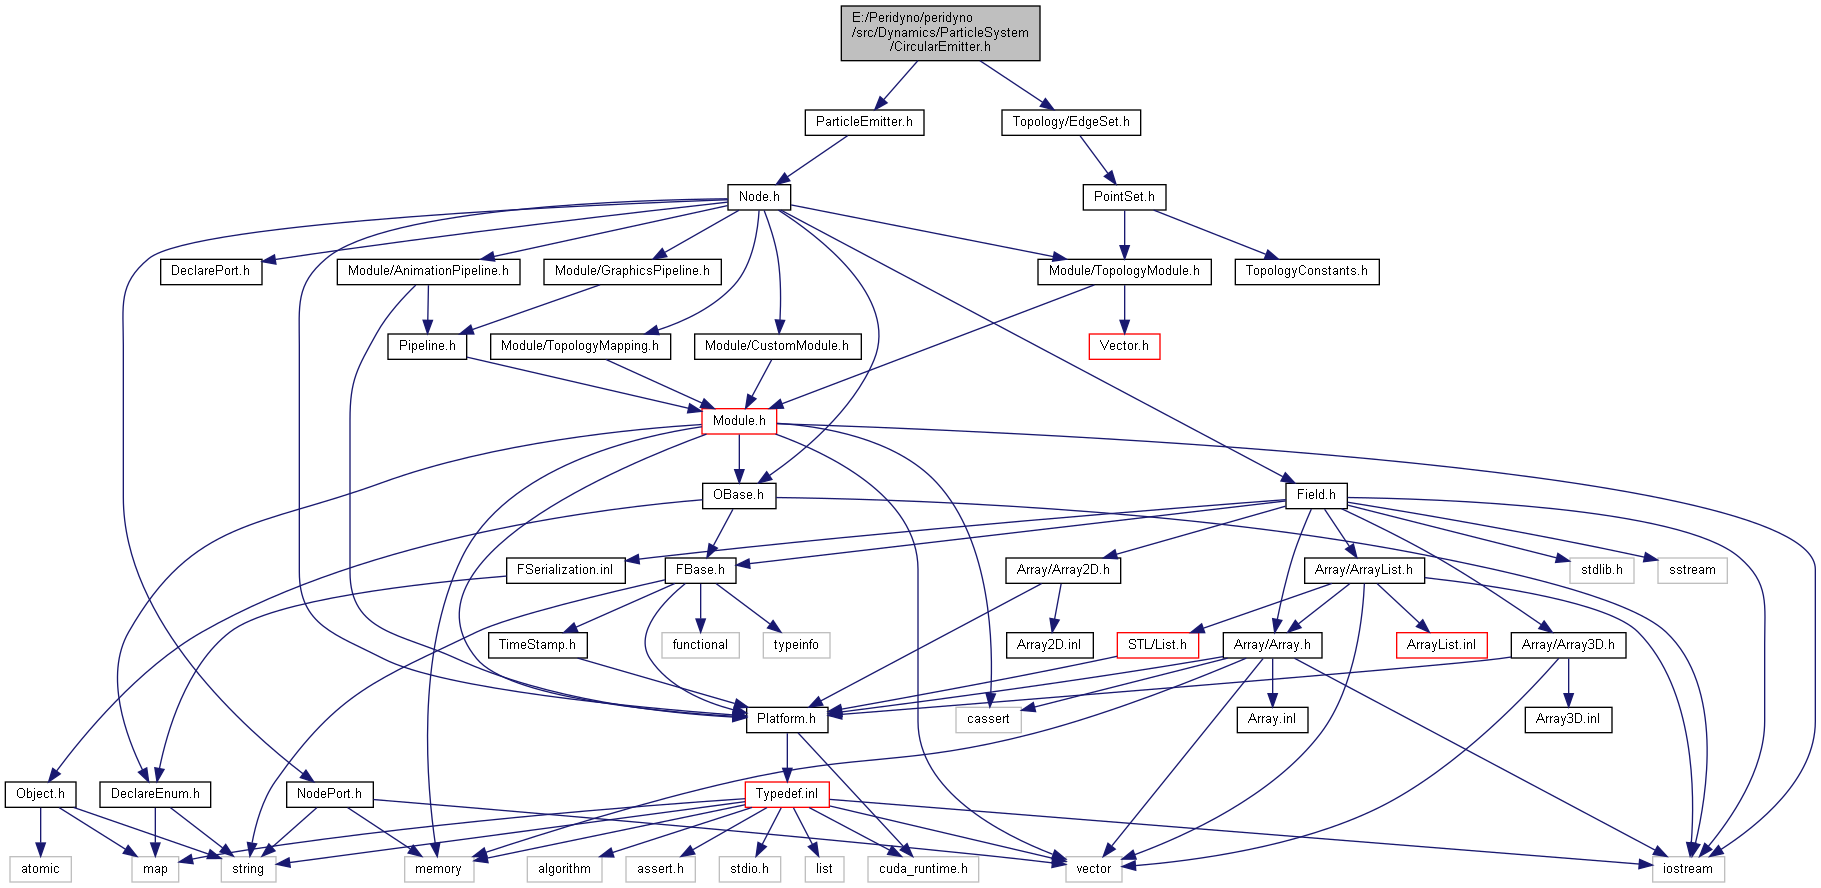 E:/Peridyno/peridyno
/src/Dynamics/ParticleSystem
/CircularEmitter.h
ParticleEmitter.h
Topology/EdgeSet.h
Node.h
PointSet.h
DeclarePort.h
Module/AnimationPipeline.h
Module/GraphicsPipeline.h
Module/TopologyModule.h
TopologyConstants.h
Pipeline.h
Module/TopologyMapping.h
Module/CustomModule.h
Vector.h
Module.h
OBase.h
Field.h
FSerialization.inl
FBase.h
Array/Array2D.h
Array/ArrayList.h
stdlib.h
sstream
TimeStamp.h
functional
typeinfo
Array2D.inl
STL/List.h
Array/Array.h
ArrayList.inl
Array/Array3D.h
Platform.h
cassert
Array.inl
Array3D.inl
Object.h
DeclareEnum.h
NodePort.h
Typedef.inl
atomic
map
string
memory
algorithm
assert.h
stdio.h
list
cuda_runtime.h
vector
iostream